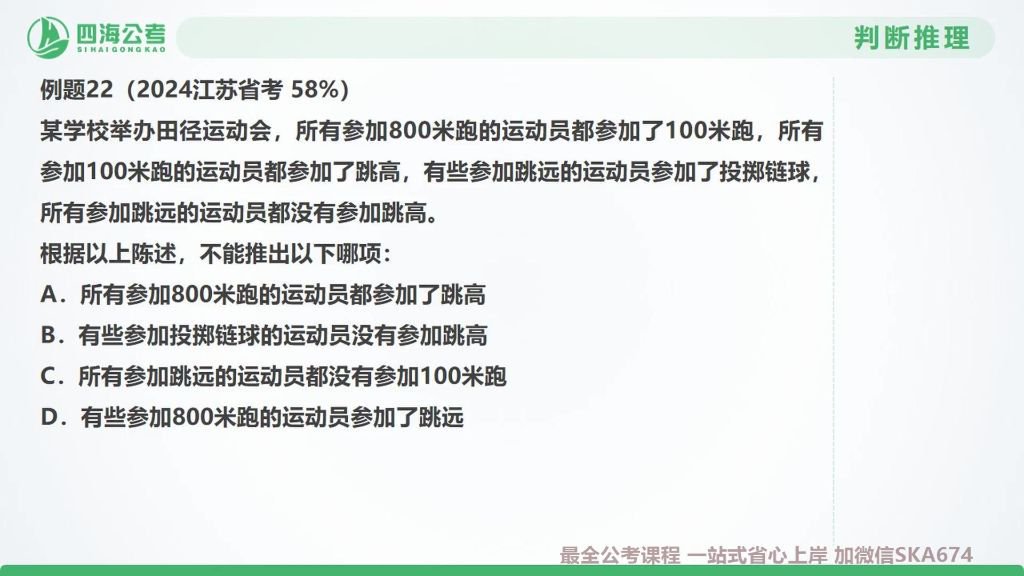 四海公考
SIHAIGONGKAO
判断推理
例题22（2024江苏省考 58%）
某学校举办田径运动会，所有参加800米跑的运动员都参加了100米跑，所有
参加100米跑的运动员都参加了跳高，有些参加跳远的运动员参加了投掷链球，
所有参加跳远的运动员都没有参加跳高。
根据以上陈述，不能推出以下哪项：
A．所有参加800米跑的运动员都参加了跳高
B．有些参加投掷链球的运动员没有参加跳高
C．所有参加跳远的运动员都没有参加100米跑
D．有些参加800米跑的运动员参加了跳远
最全公考课程 一站式省心上岸 加微信SKA674